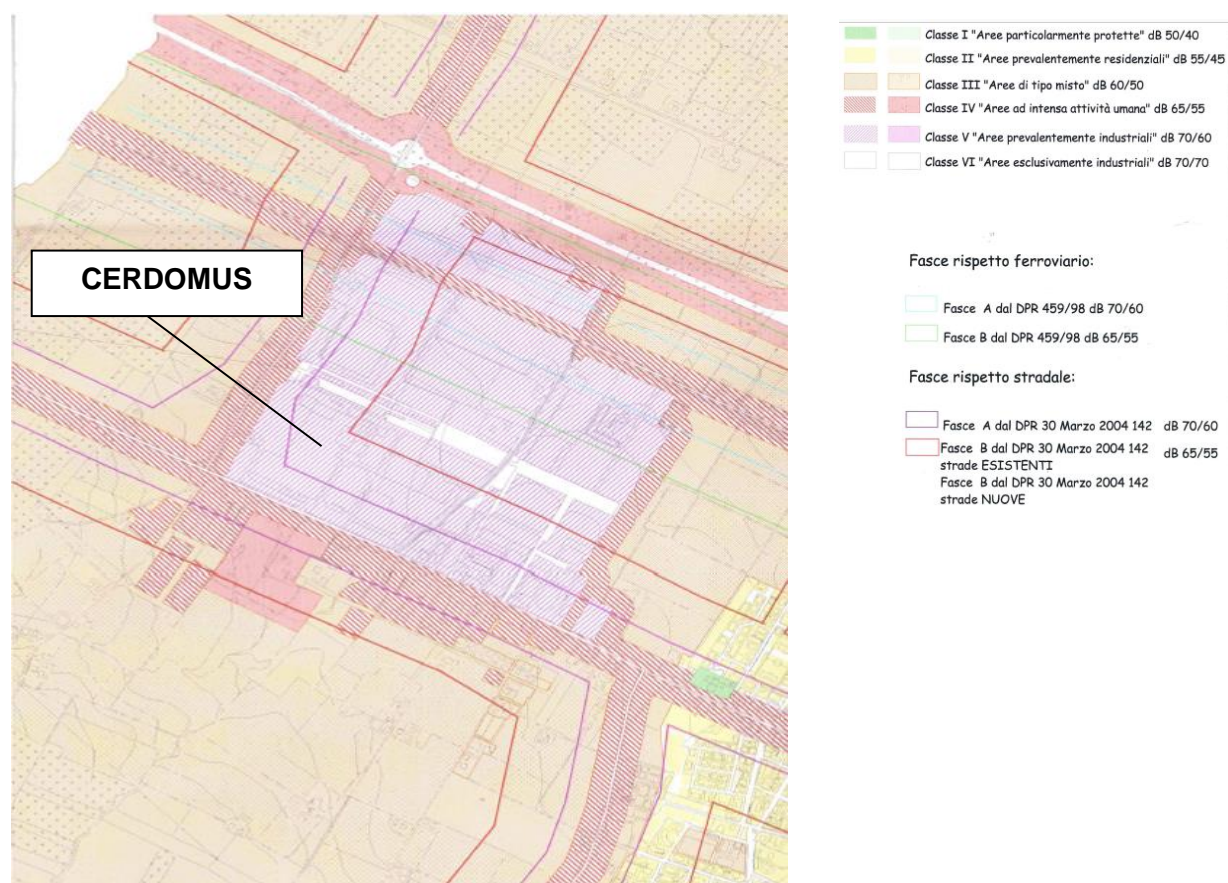 CERDOMUS
Classe I "Aree particolarmente protette" dB 50/40
Classe II "Aree prevalentemente residenziali" dB 55/45
Classe III "Aree di tipo misto" dB 60/50
Classe IV "Aree ad intensa attività umana" dB 65/55
Classe V "Aree prevalentemente industriali" dB 70/60
Classe VI "Aree esclusivamente industriali" dB 70/70
Fasce rispetto ferroviario:
Fasce A dal DPR 459/98 dB 70/60
Fasce B dal DPR 459/98 dB 65/55
Fasce rispetto stradale:
Fasce A dal DPR 30 Marzo 2004 142 dB 70/60
Fasce B dal DPR 30 Marzo 2004 142 dB 65/55
strade ESISTENTI
Fasce B dal DPR 30 Marzo 2004 142
strade NUOVE